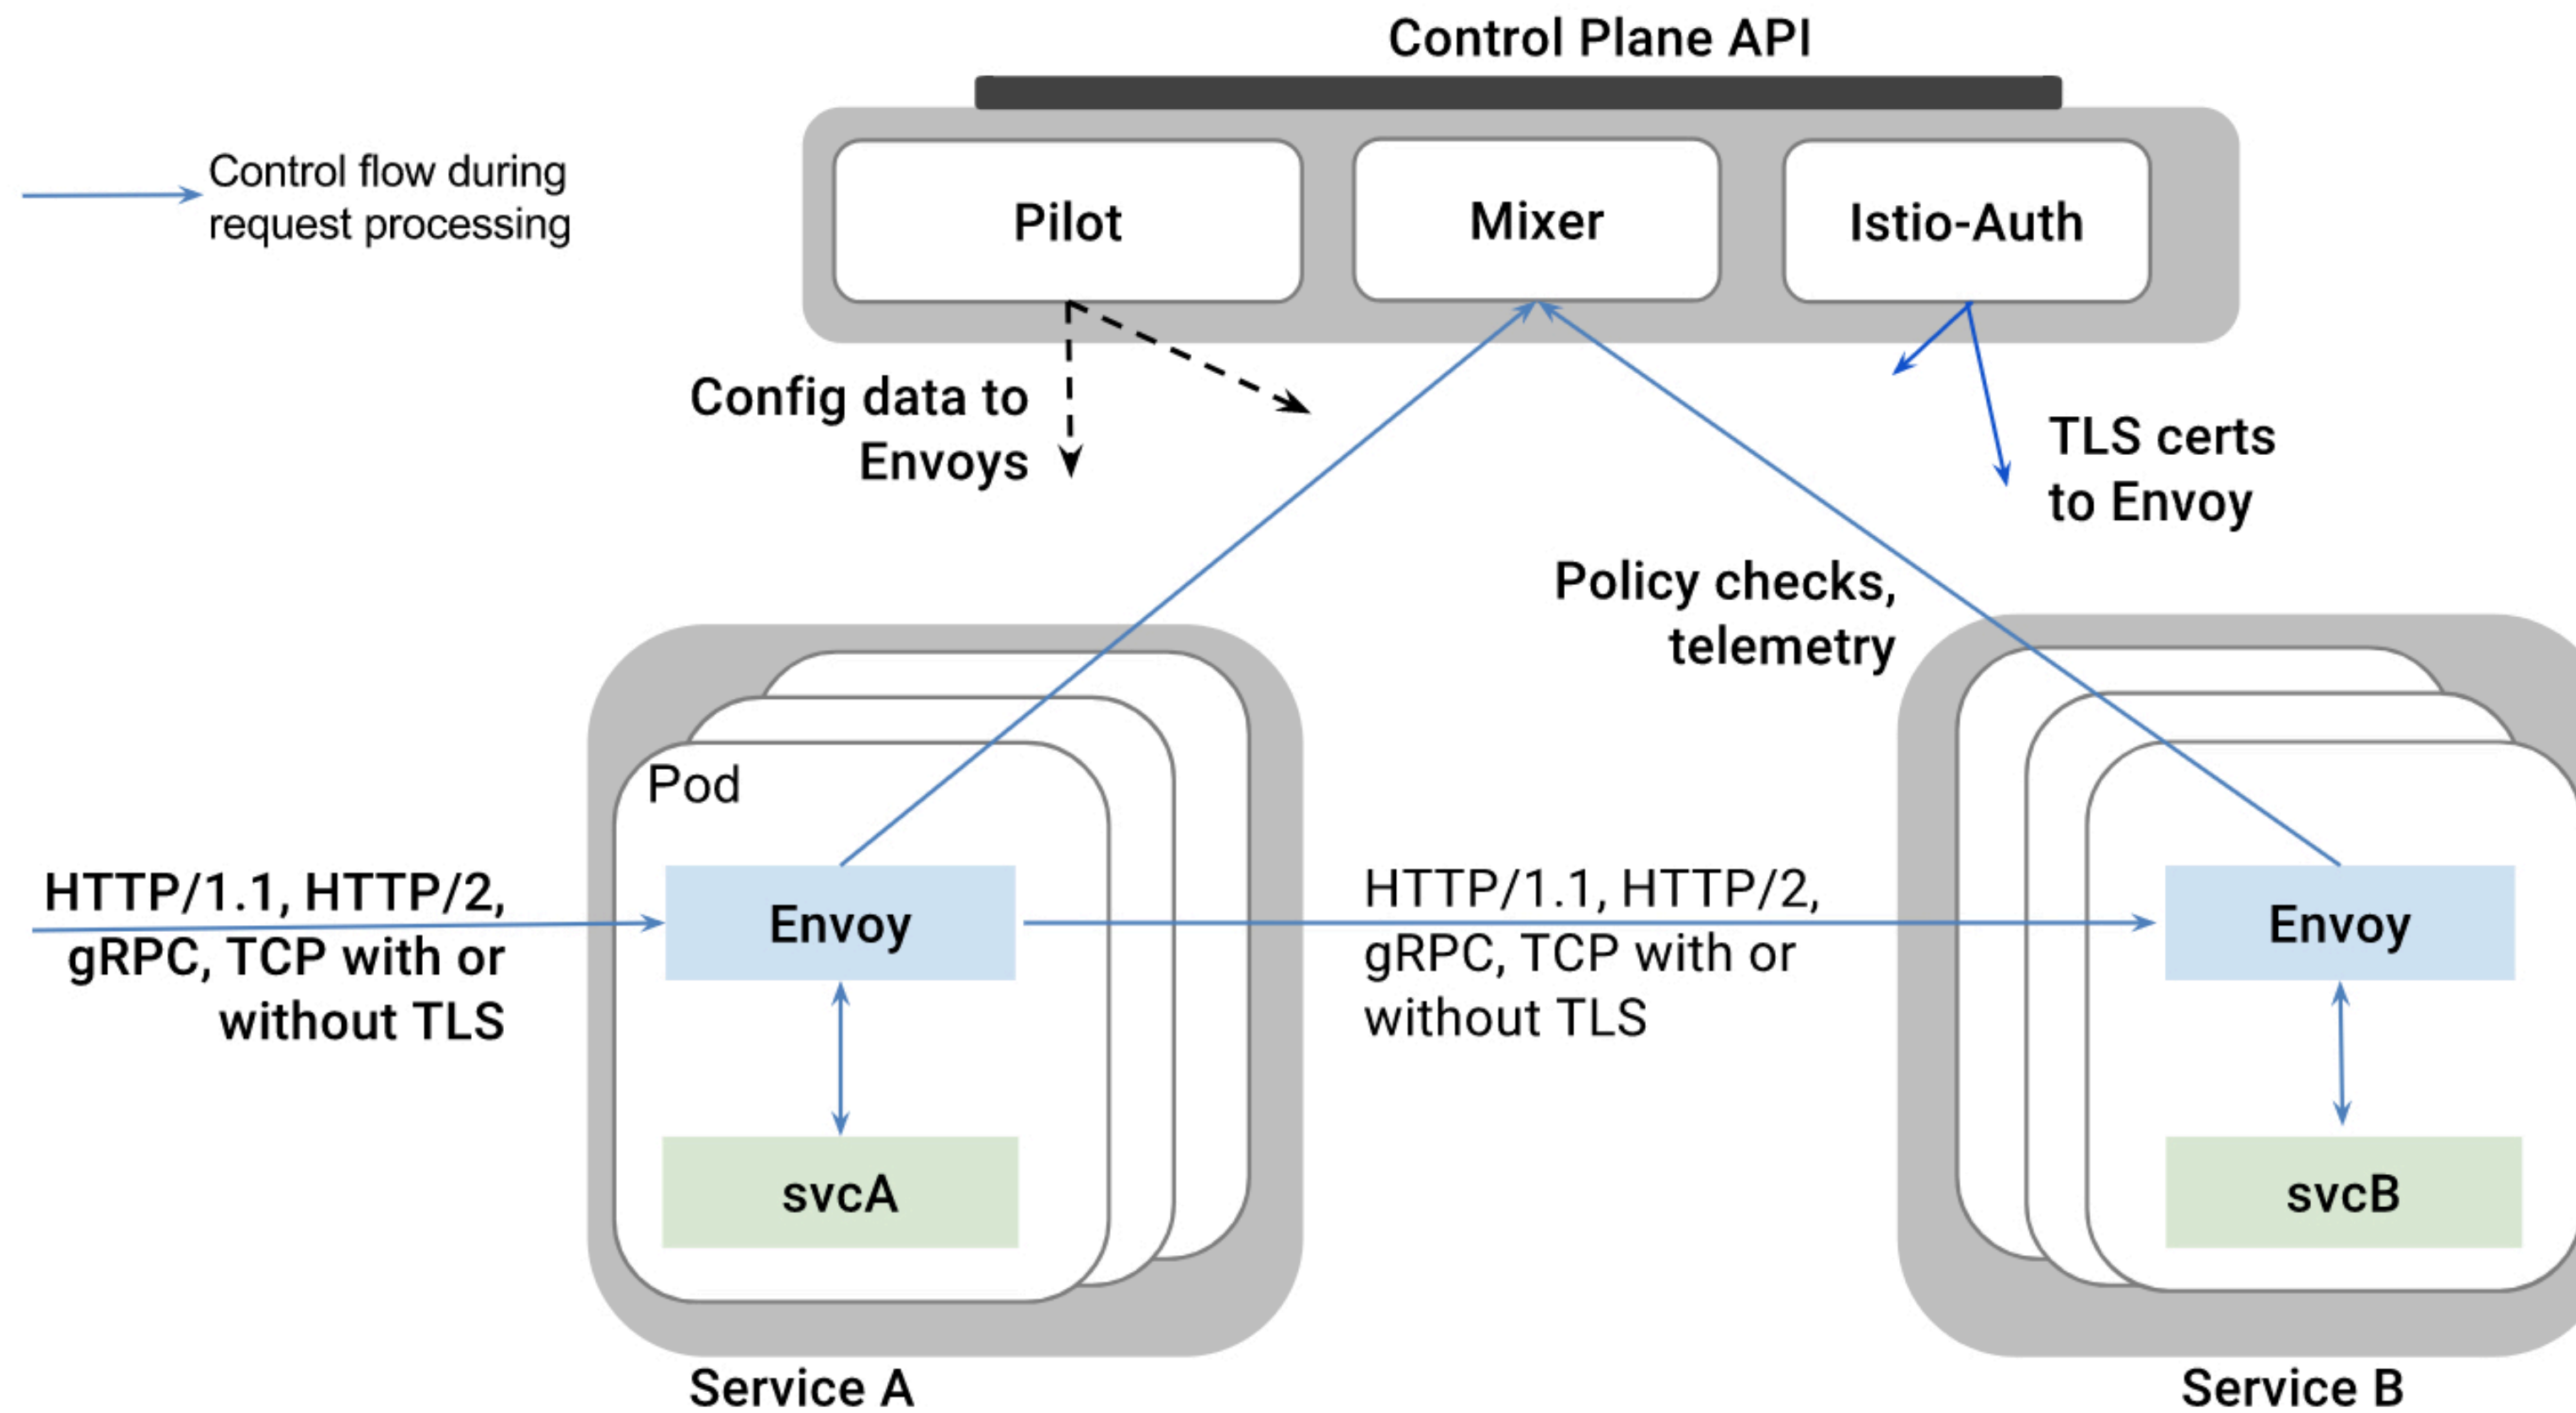 Control Plane API
Control flow during
request processing
Pilot
Mixer
Istio-Auth
Config data to
Envoys
TLS certs
to Envoy
Policy checks,
telemetry
Pod
HTTP/1.1, HTTP/2,
gRPC, TCP with or
without TLS
Envoy
HTTP/1.1, HTTP/2,
gRPC, TCP with or
without TLS
Envoy
svcA
svcB
Service A
Service B